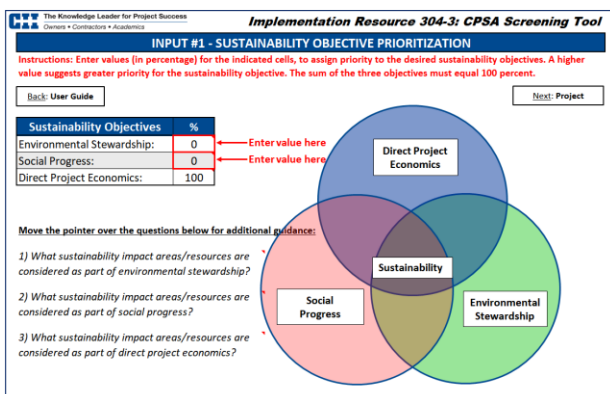 CII The Knowledge Leader for Project Success
Owners • Contractors • Academics
Implementation Resource 304-3: CPSA Screening Tool
INPUT #1 - SUSTAINABILITY OBJECTIVE PRIORITIZATION
Instructions: Enter values (in percentage) for the indicated cells, to assign priority to the desired sustainability objectives. A higher
value suggests greater priority for the sustainability objective. The sum of the three objectives must equal 100 percent.
Back: User Guide
Next: Project
Sustainability Objectives %
Environmental Stewardship: 0 Enter value here
Social Progress: 0 Enter value here
Direct Project Economics: 100
Move the pointer over the questions below for additional guidance:
1) What sustainability impact areas/resources are
considered as part of environmental stewardship?
2) What sustainability impact areas/resources are
considered as part of social progress?
3) What sustainability impact areas/resources are
considered as part of direct project economics?
Direct Project
Economics
Sustainability
Social
Progress
Environmental
Stewardship